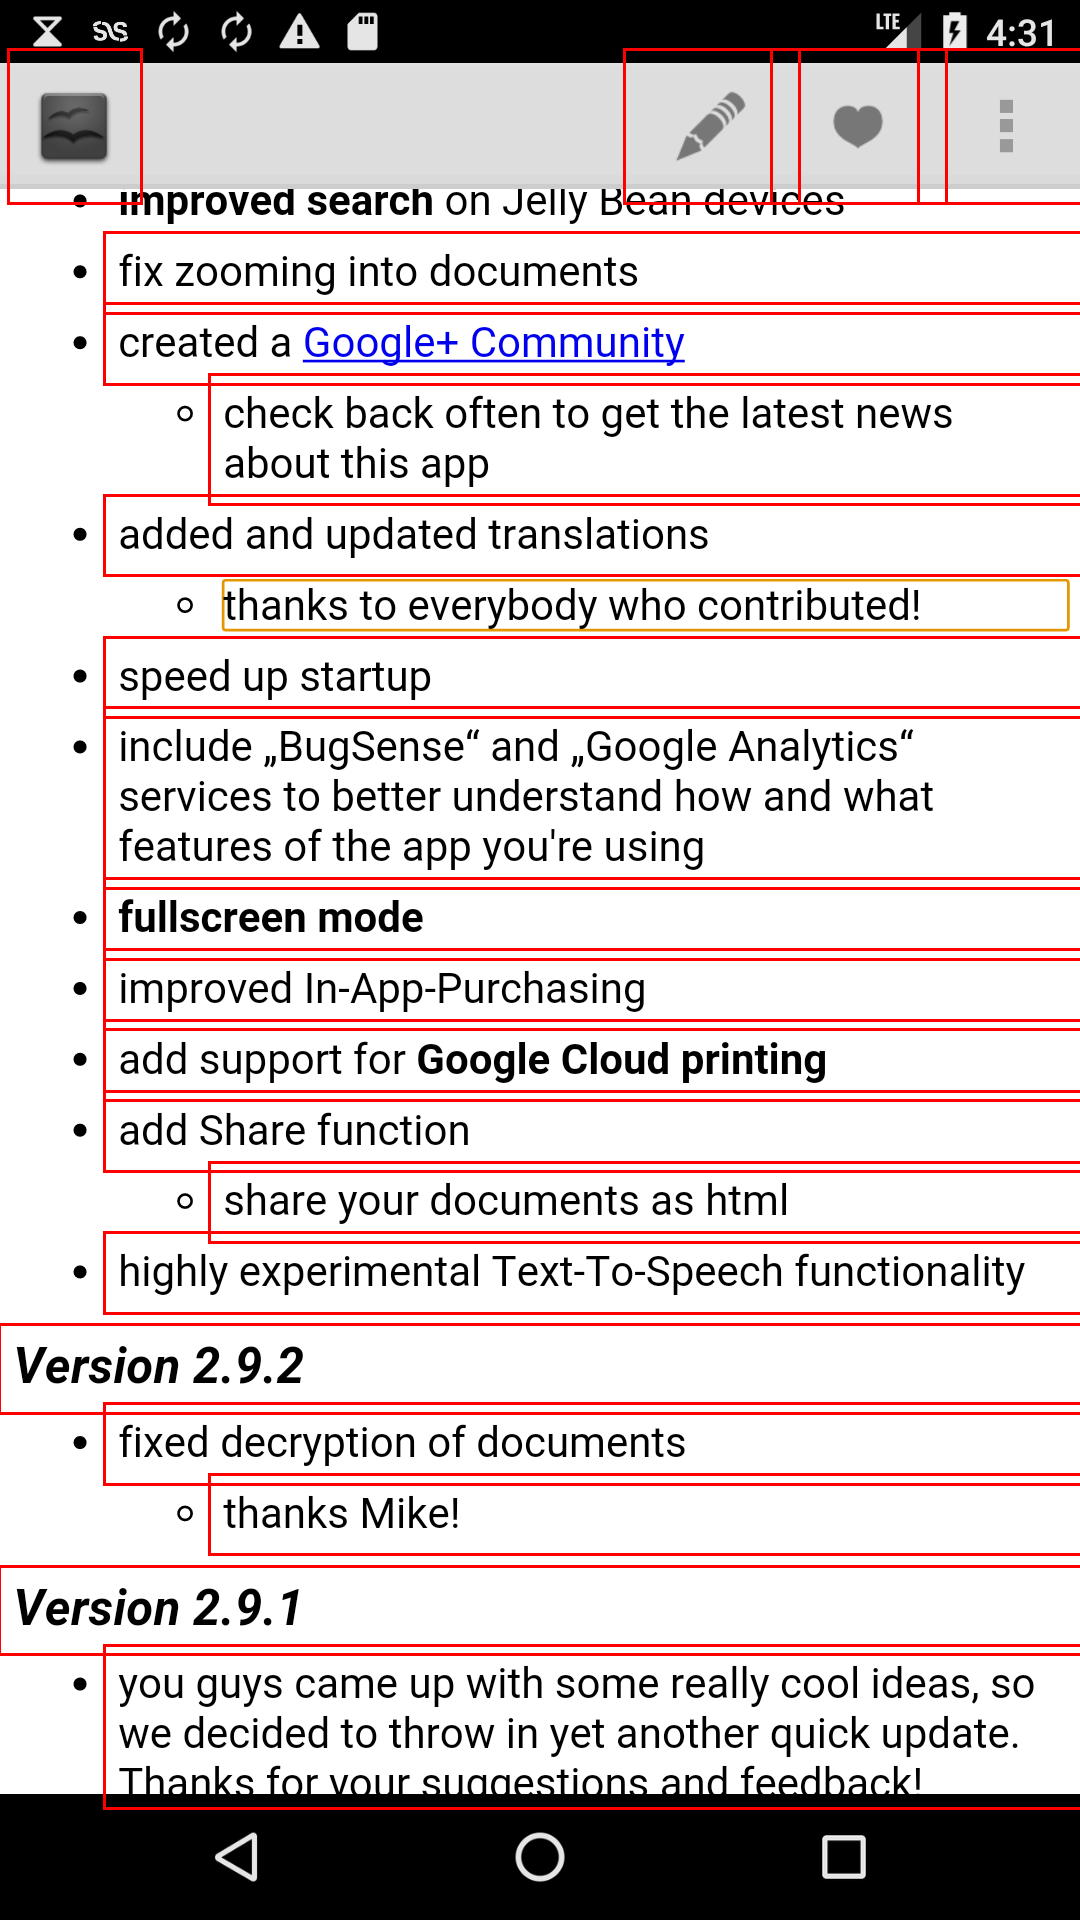 LTE 4:31
improved search on Jelly Bean devices
fix zooming into documents
created a Google+ Community
check back often to get the latest news
about this app
added and updated translations
thanks to everybody who contributed!
speed up startup
include „BugSense“ and „Google Analytics“
services to better understand how and what
features of the app you're using
fullscreen mode
improved In-App-Purchasing
add support for Google Cloud printing
add Share function
share your documents as html
highly experimental Text-To-Speech functionality
Version 2.9.2
fixed decryption of documents
thanks Mike!
Version 2.9.1
you guys came up with some really cool ideas, so
we decided to throw in yet another quick update.
Thanks for your suggestions and feedback!